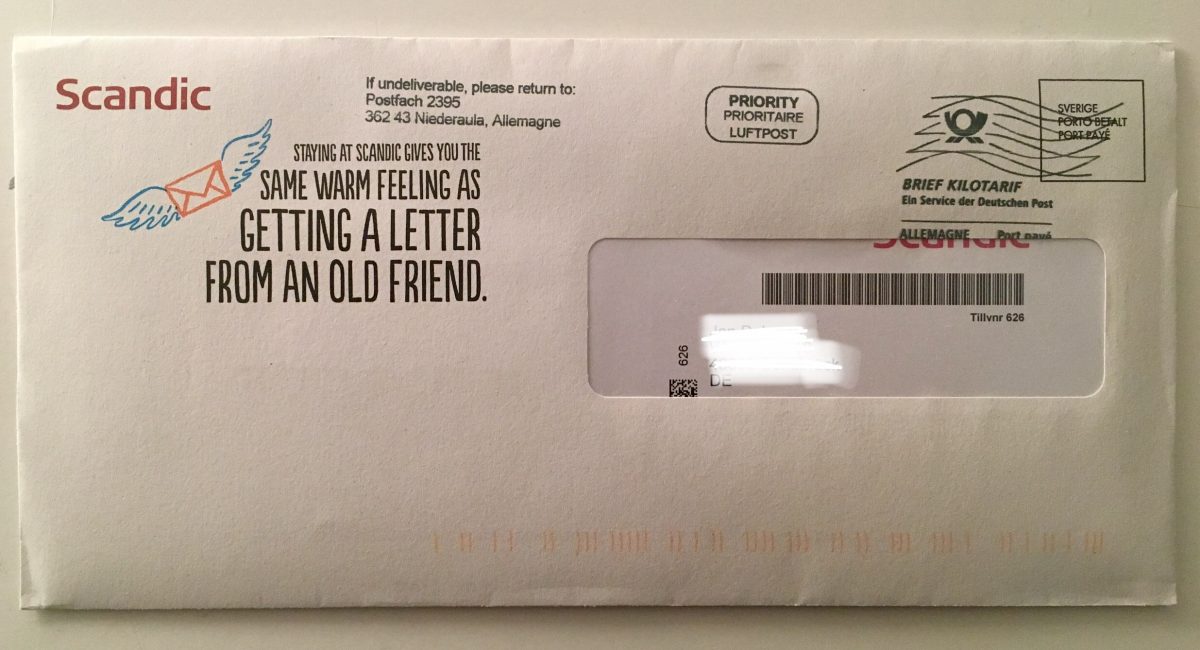 Scandic
If undeliverable, please return to:
Postfach 2395
362 43 Niederaula, Allemagne
STAYING AT SCANDIC GIVES YOU THE
SAME WARM FEELING AS
GETTING A LETTER
FROM AN OLD FRIEND.
PRIORITY
PRIORITAIRE
LUFTPOST
SVERIGE
PORTO BETALT
PORT PAYÉ
BRIEF KILOTARIF
Ein Service der Deutschen Post
ALLEMAGNE Port payé
Scandic
Tillvnr 626
626
DE